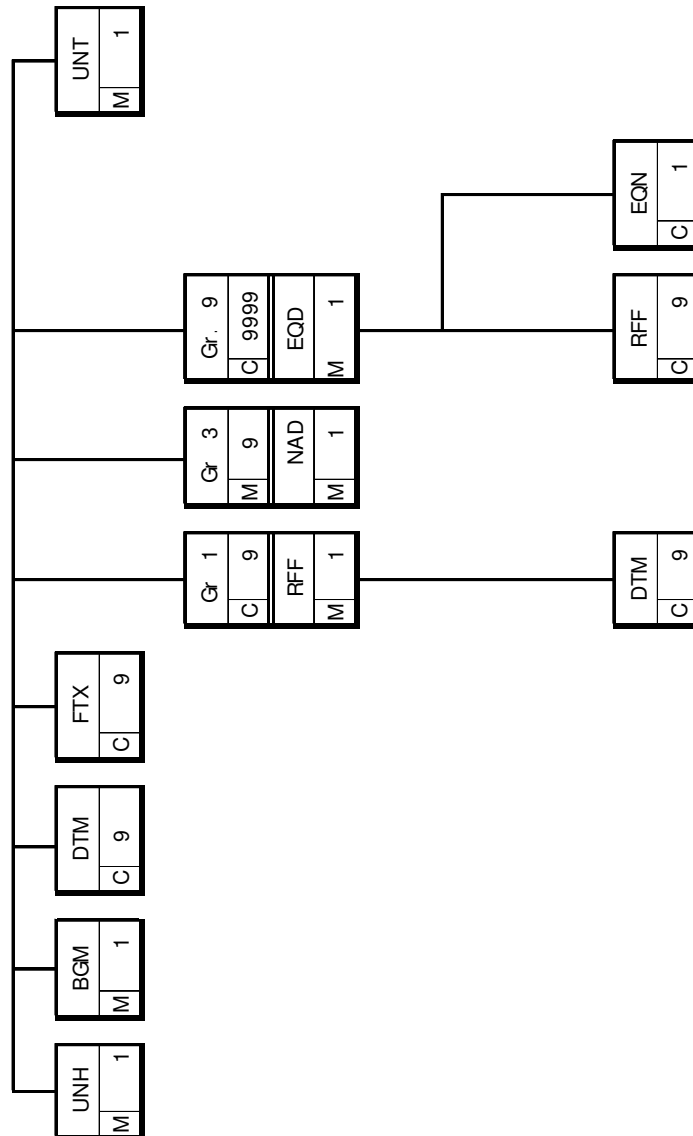 UNH
M 1
BGM
M 1
DTM
C 9
FTX
C 9
UNT
M 1
Gr 1
C 9
RFF
M 1
Gr 3
M 9
NAD
M 1
Gr. 9
C 9999
EQD
M 1
DTM
C 9
RFF
C 9
EQN
C 1